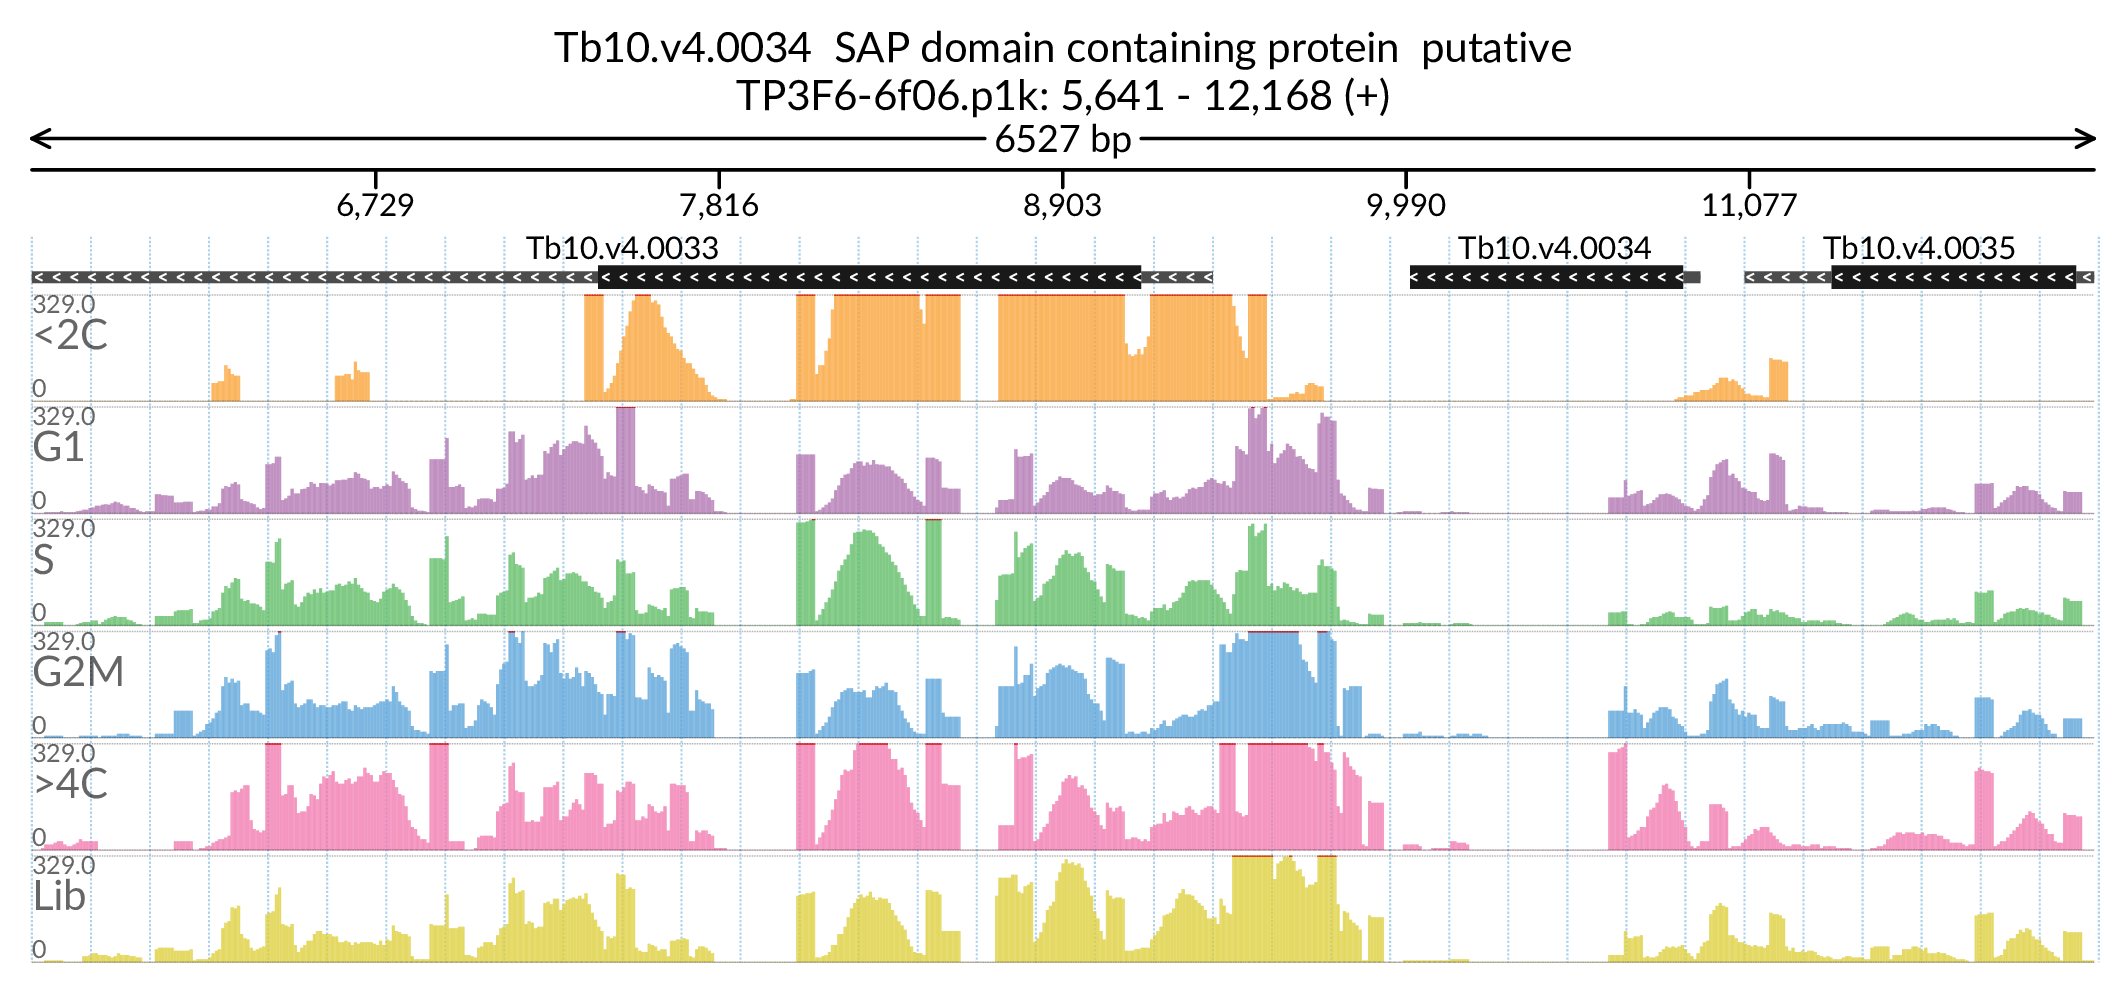 Tb10.v4.0034  SAP domain containing protein  putative
TP3F6-6f06.p1k: 5,641 - 12,168 (+)
6527 bp
6,729 7,816 8,903 9,990 11,077
Tb10.v4.0033 Tb10.v4.0034 Tb10.v4.0035
329.0
<2C
0
329.0
G1
0
329.0
S
0
329.0
G2M
0
329.0
>4C
0
329.0
Lib
0